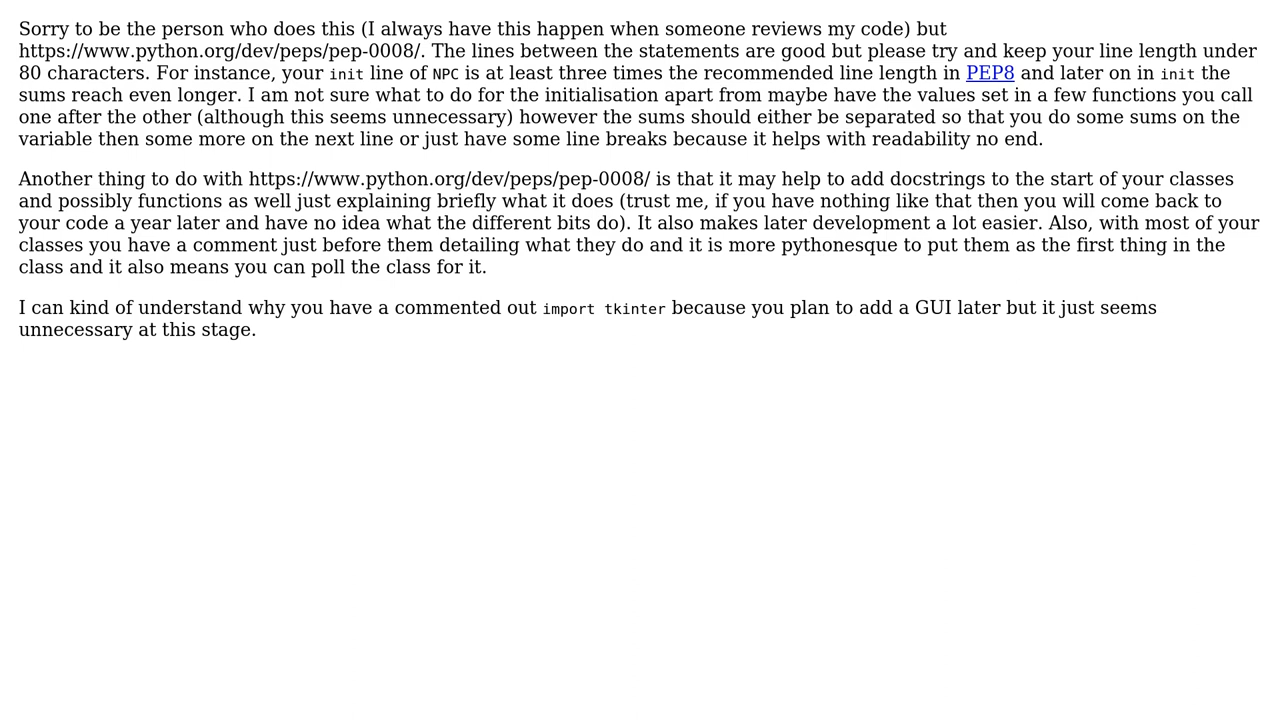 Sorry to be the person who does this (I always have this happen when someone reviews my code) but
https://www.python.org/dev/peps/pep-0008/. The lines between the statements are good but please try and keep your line length under
80 characters. For instance, your init line of NPC is at least three times the recommended line length in PEP8 and later on in init the
sums reach even longer. I am not sure what to do for the initialisation apart from maybe have the values set in a few functions you call
one after the other (although this seems unnecessary) however the sums should either be separated so that you do some sums on the
variable then some more on the next line or just have some line breaks because it helps with readability no end.
Another thing to do with https://www.python.org/dev/peps/pep-0008/ is that it may help to add docstrings to the start of your classes
and possibly functions as well just explaining briefly what it does (trust me, if you have nothing like that then you will come back to
your code a year later and have no idea what the different bits do). It also makes later development a lot easier. Also, with most of your
classes you have a comment just before them detailing what they do and it is more pythonesque to put them as the first thing in the
class and it also means you can poll the class for it.
I can kind of understand why you have a commented out import tkinter because you plan to add a GUI later but it just seems
unnecessary at this stage.